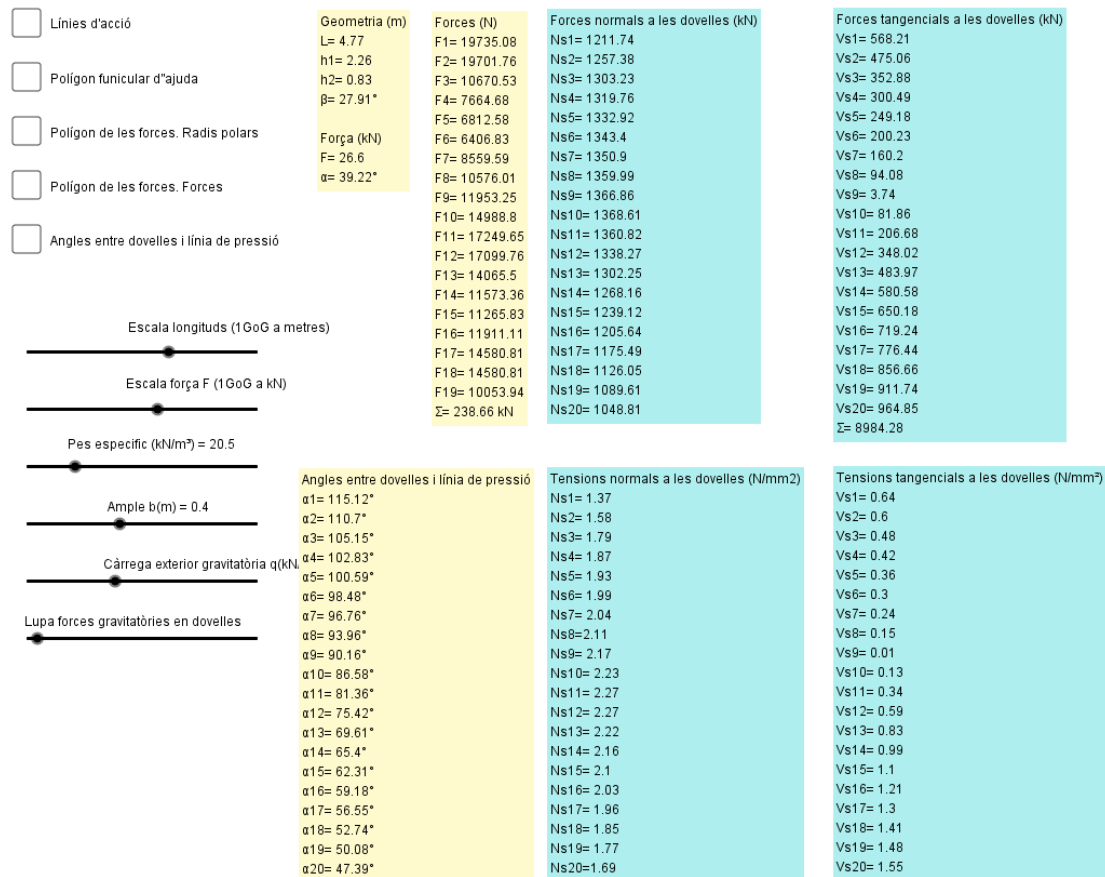 Línies d'acció
Polígon funicular d"ajuda
Polígon de les forces. Radis polars
Polígon de les forces. Forces
Angles entre dovelles i línia de pressió
Escala longituds (1GoG a metres)
Escala força F (1GoG a kN)
Pes especific (kN/m³) = 20.5
Ample b(m) = 0.4
Càrrega exterior gravitatòria q(kN/
Lupa forces gravitatòries en dovelles
Geometria (m)
L= 4.77
h1= 2.26
h2= 0.83
β= 27.91°
Força (kN)
F= 26.6
α= 39.22°
Forces (N)
F1= 19735.08
F2= 19701.76
F3= 10670.53
F4= 7664.68
F5= 6812.58
F6= 6406.83
F7= 8559.59
F8= 10576.01
F9= 11953.25
F10= 14988.8
F11= 17249.65
F12= 17099.76
F13= 14065.5
F14= 11573.36
F15= 11265.83
F16= 11911.11
F17= 14580.81
F18= 14580.81
F19= 10053.94
Σ= 238.66 kN
Forces normals a les dovelles (kN)
Ns1= 1211.74
Ns2= 1257.38
Ns3= 1303.23
Ns4= 1319.76
Ns5= 1332.92
Ns6= 1343.4
Ns7= 1350.9
Ns8= 1359.99
Ns9= 1366.86
Ns10= 1368.61
Ns11= 1360.82
Ns12= 1338.27
Ns13= 1302.25
Ns14= 1268.16
Ns15= 1239.12
Ns16= 1205.64
Ns17= 1175.49
Ns18= 1126.05
Ns19= 1089.61
Ns20= 1048.81
Forces tangencials a les dovelles (kN)
Vs1= 568.21
Vs2= 475.06
Vs3= 352.88
Vs4= 300.49
Vs5= 249.18
Vs6= 200.23
Vs7= 160.2
Vs8= 94.08
Vs9= 3.74
Vs10= 81.86
Vs11= 206.68
Vs12= 348.02
Vs13= 483.97
Vs14= 580.58
Vs15= 650.18
Vs16= 719.24
Vs17= 776.44
Vs18= 856.66
Vs19= 911.74
Vs20= 964.85
Σ= 8984.28
Angles entre dovelles i línia de pressió
α1= 115.12°
α2= 110.7°
α3= 105.15°
α4= 102.83°
α5= 100.59°
α6= 98.48°
α7= 96.76°
α8= 93.96°
α9= 90.16°
α10= 86.58°
α11= 81.36°
α12= 75.42°
α13= 69.61°
α14= 65.4°
α15= 62.31°
α16= 59.18°
α17= 56.55°
α18= 52.74°
α19= 50.08°
α20= 47.39°
Tensions normals a les dovelles (N/mm2)
Ns1= 1.37
Ns2= 1.58
Ns3= 1.79
Ns4= 1.87
Ns5= 1.93
Ns6= 1.99
Ns7= 2.04
Ns8=2.11
Ns9= 2.17
Ns10= 2.23
Ns11= 2.27
Ns12= 2.27
Ns13= 2.22
Ns14= 2.16
Ns15= 2.1
Ns16= 2.03
Ns17= 1.96
Ns18= 1.85
Ns19= 1.77
Ns20=1.69
Tensions tangencials a les dovelles (N/mm²)
Vs1= 0.64
Vs2= 0.6
Vs3= 0.48
Vs4= 0.42
Vs5= 0.36
Vs6= 0.3
Vs7= 0.24
Vs8= 0.15
Vs9= 0.01
Vs10= 0.13
Vs11= 0.34
Vs12= 0.59
Vs13= 0.83
Vs14= 0.99
Vs15= 1.1
Vs16= 1.21
Vs17= 1.3
Vs18= 1.41
Vs19= 1.48
Vs20= 1.55